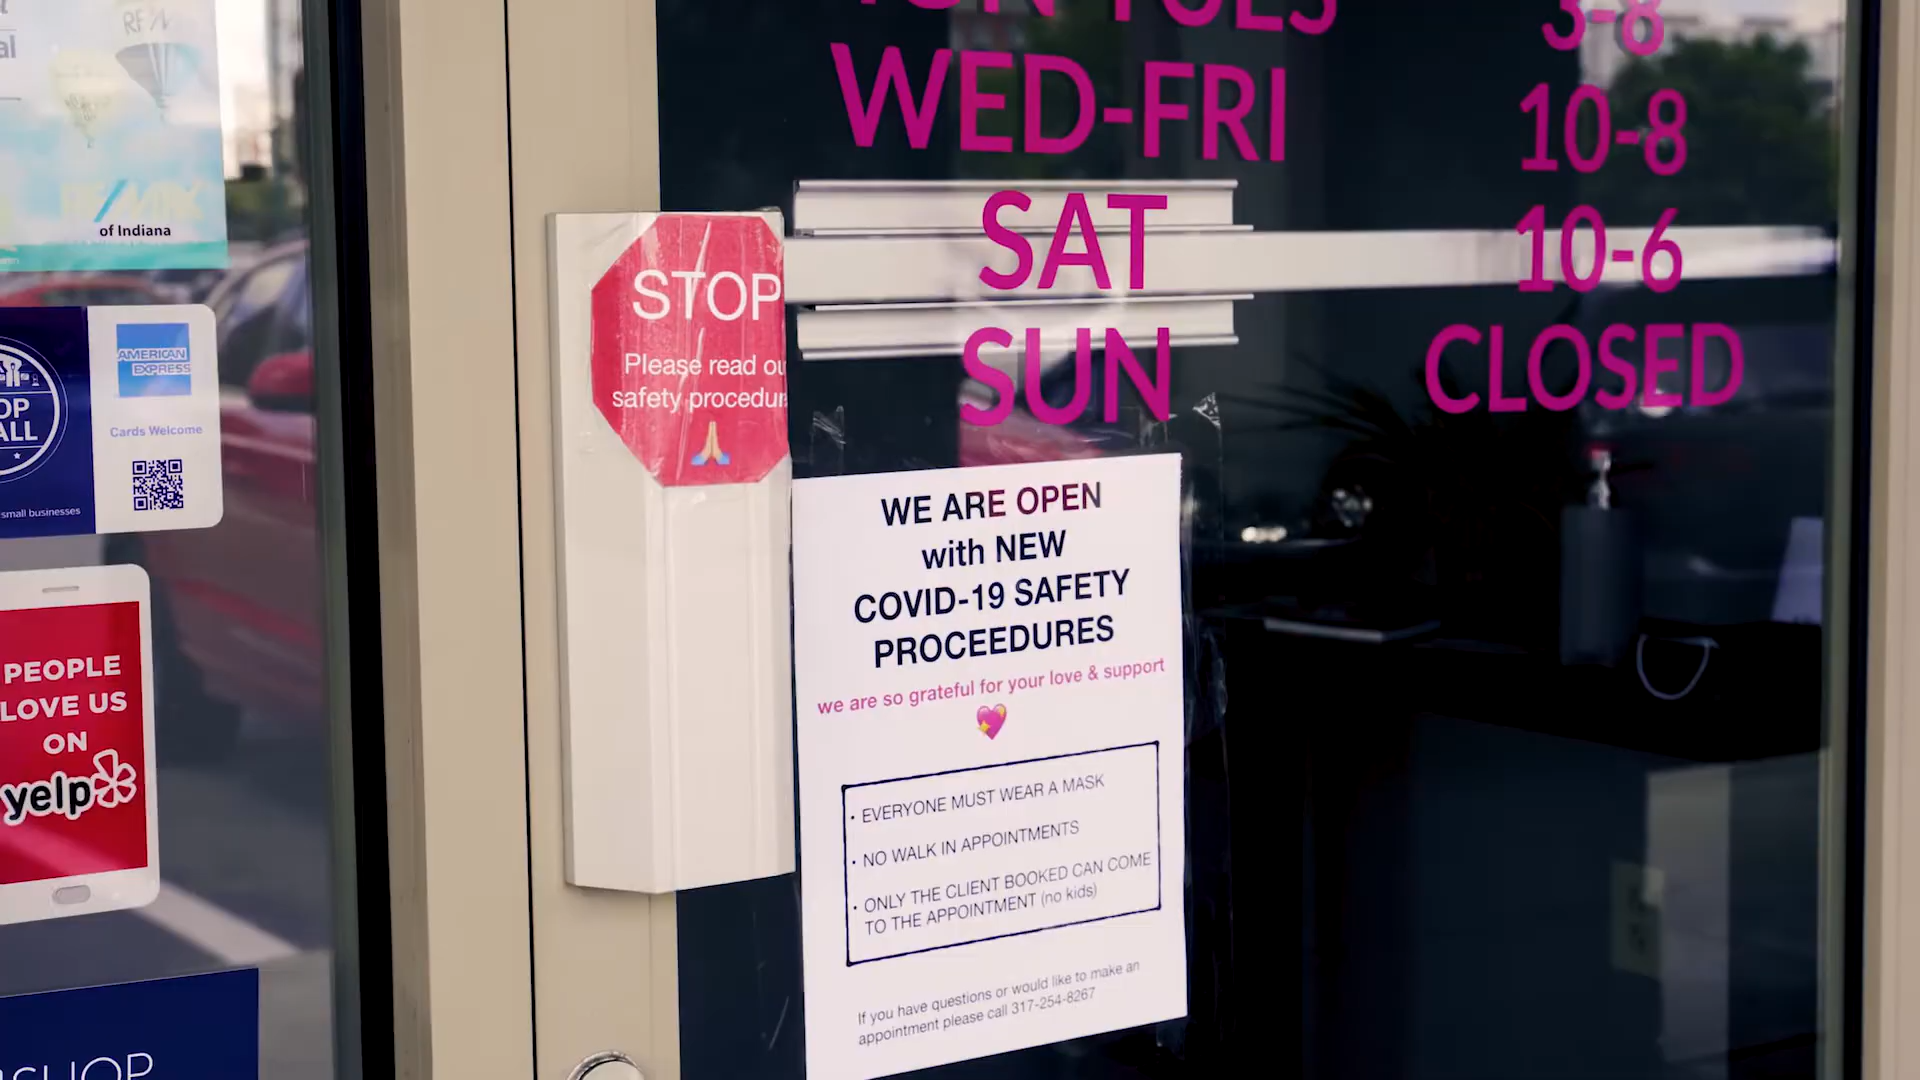 RE/MAX
of Indiana
AMERICAN
EXPRESS
Cards Welcome
small businesses
PEOPLE
LOVE US
ON
yelp
WED-FRI 10-8
SAT 10-6
SUN CLOSED
STOP
Please read
safety
WE ARE OPEN
with NEW
COVID-19 SAFETY
PROCEEDURES
we are so grateful for your love & support
• EVERYONE MUST WEAR A MASK
• NO WALK IN APPOINTMENTS
• ONLY THE CLIENT BOOKED CAN COME
TO THE APPOINTMENT (no kids)
If you have questions or would like to make an
appointment please call 317-254-8267